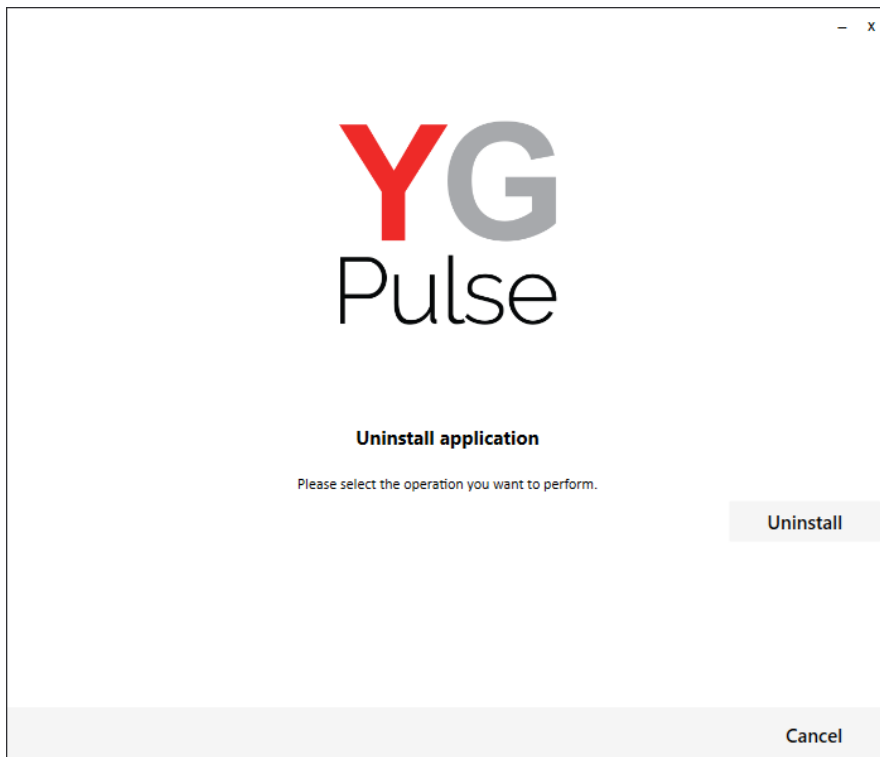 – x
YG
Pulse
Uninstall application
Please select the operation you want to perform.
Uninstall
Cancel